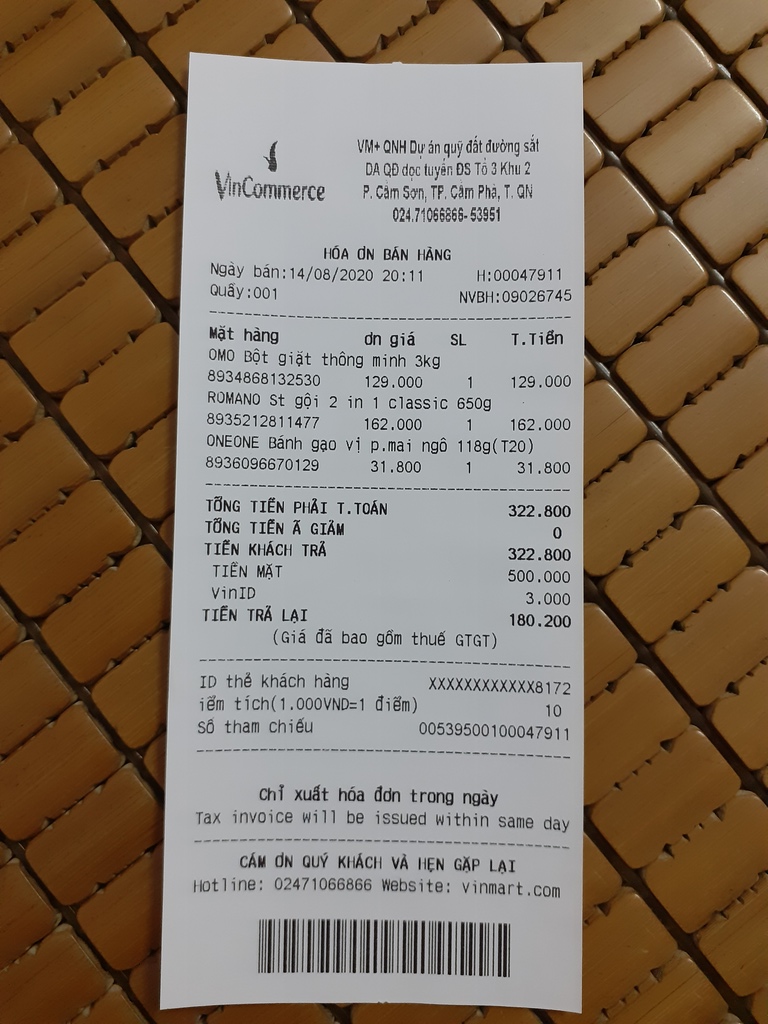 VinCommerce
VM+ QNH Dự án quỹ đất đường sắt
DA QĐ dọc tuyến ĐS Tổ 3 Khu 2
P. Cẩm Sơn, TP. Cẩm Phả, T. QN
024.71066866-53951
HÓA ƠN BÁN HÀNG
Ngày bán:14/08/2020 20:11 H:00047911
Quầy:001 NVBH:09026745
Mặt hàng ơn giá SL T.Tiền
OMO Bột giặt thông minh 3kg
8934868132530 129.000 1 129.000
ROMANO St gội 2 in 1 classic 650g
8935212811477 162.000 1 162.000
ONEONE Bánh gạo vị p.mai ngô 118g(T20)
8936096670129 31.800 1 31.800
TỔNG TIỀN PHẢI T.TOÁN 322.800
TỔNG TIỀN Ã GIẢM 0
TIỀN KHÁCH TRẢ 322.800
TIỀN MẶT 500.000
VinID 3.000
TIỀN TRẢ LẠI 180.200
(Giá đã bao gồm thuế GTGT)
ID thẻ khách hàng XXXXXXXXXXXX8172
iểm tích(1.000VND=1 điểm) 10
Số tham chiếu 00539500100047911
Chỉ xuất hóa đơn trong ngày
Tax invoice will be issued within same day
CẢM ƠN QUÝ KHÁCH VÀ HẸN GẶP LẠI
Hotline: 02471066866 Website: vinmart.com